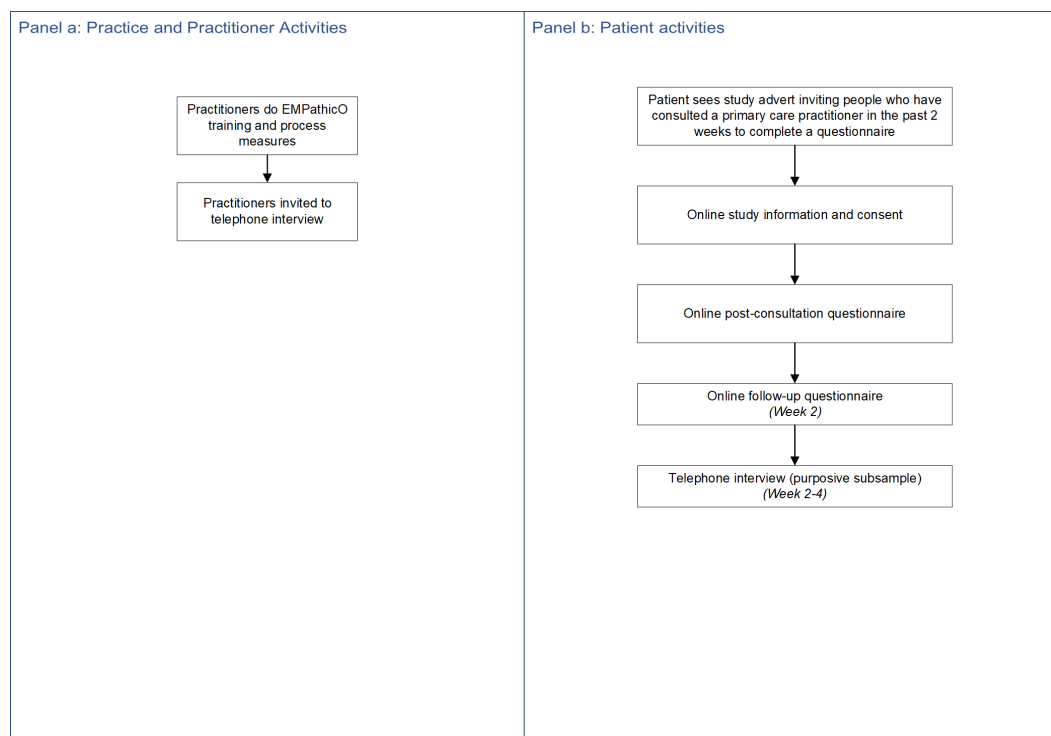 Panel a: Practice and Practitioner Activities
Practitioners do EMPathicO
training and process
measures
Practitioners invited to
telephone interview
Panel b: Patient activities
Patient sees study advert inviting people who have
consulted a primary care practitioner in the past 2
weeks to complete a questionnaire
Online study information and consent
Online post-consultation questionnaire
Online follow-up questionnaire
(Week 2)
Telephone interview (purposive subsample)
(Week 2-4)